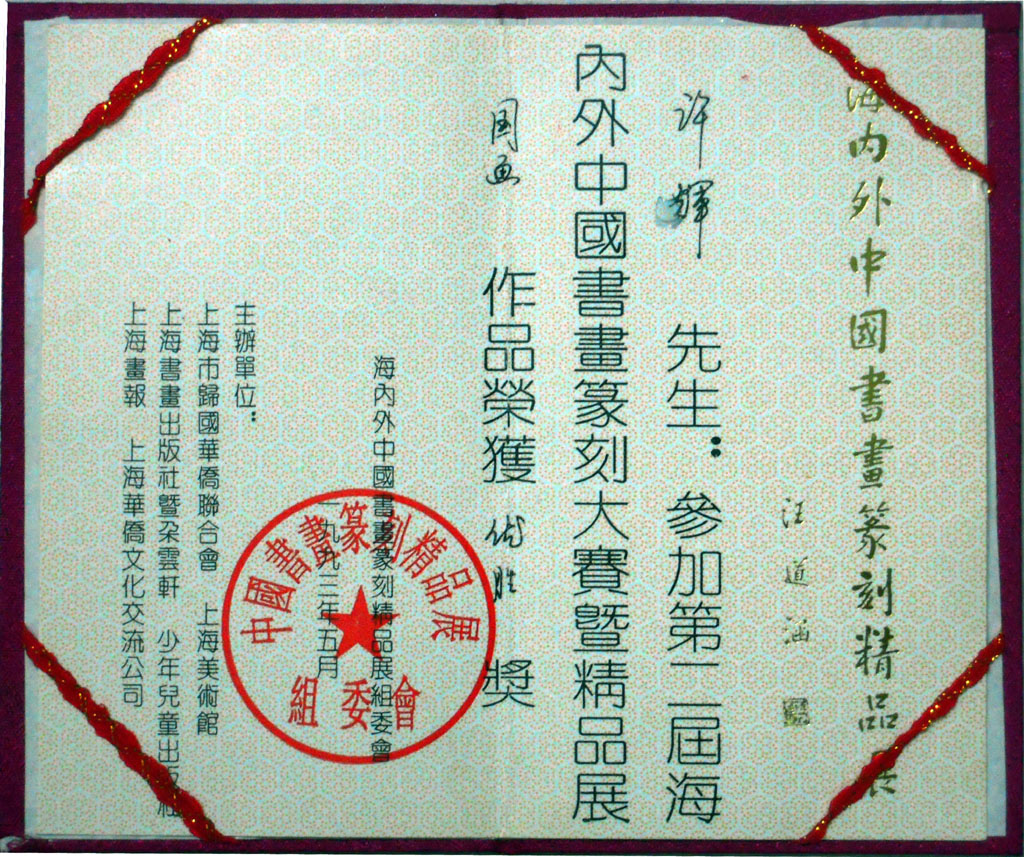 海内外中國書畫篆刻精品展
汪道涵
许辉 先生：參加第二屆海
內外中國書畫篆刻大賽暨精品展
国画 作品榮獲 优胜 獎
海內外中國書畫篆刻精品展組委會
一九九三年五月
中國書畫篆刻精品展
組委會
主辦單位：
上海市歸國華僑聯合會 上海美術館
上海書畫出版社暨朵雲軒 少年兒童出版社
上海畫報 上海華僑文化交流公司